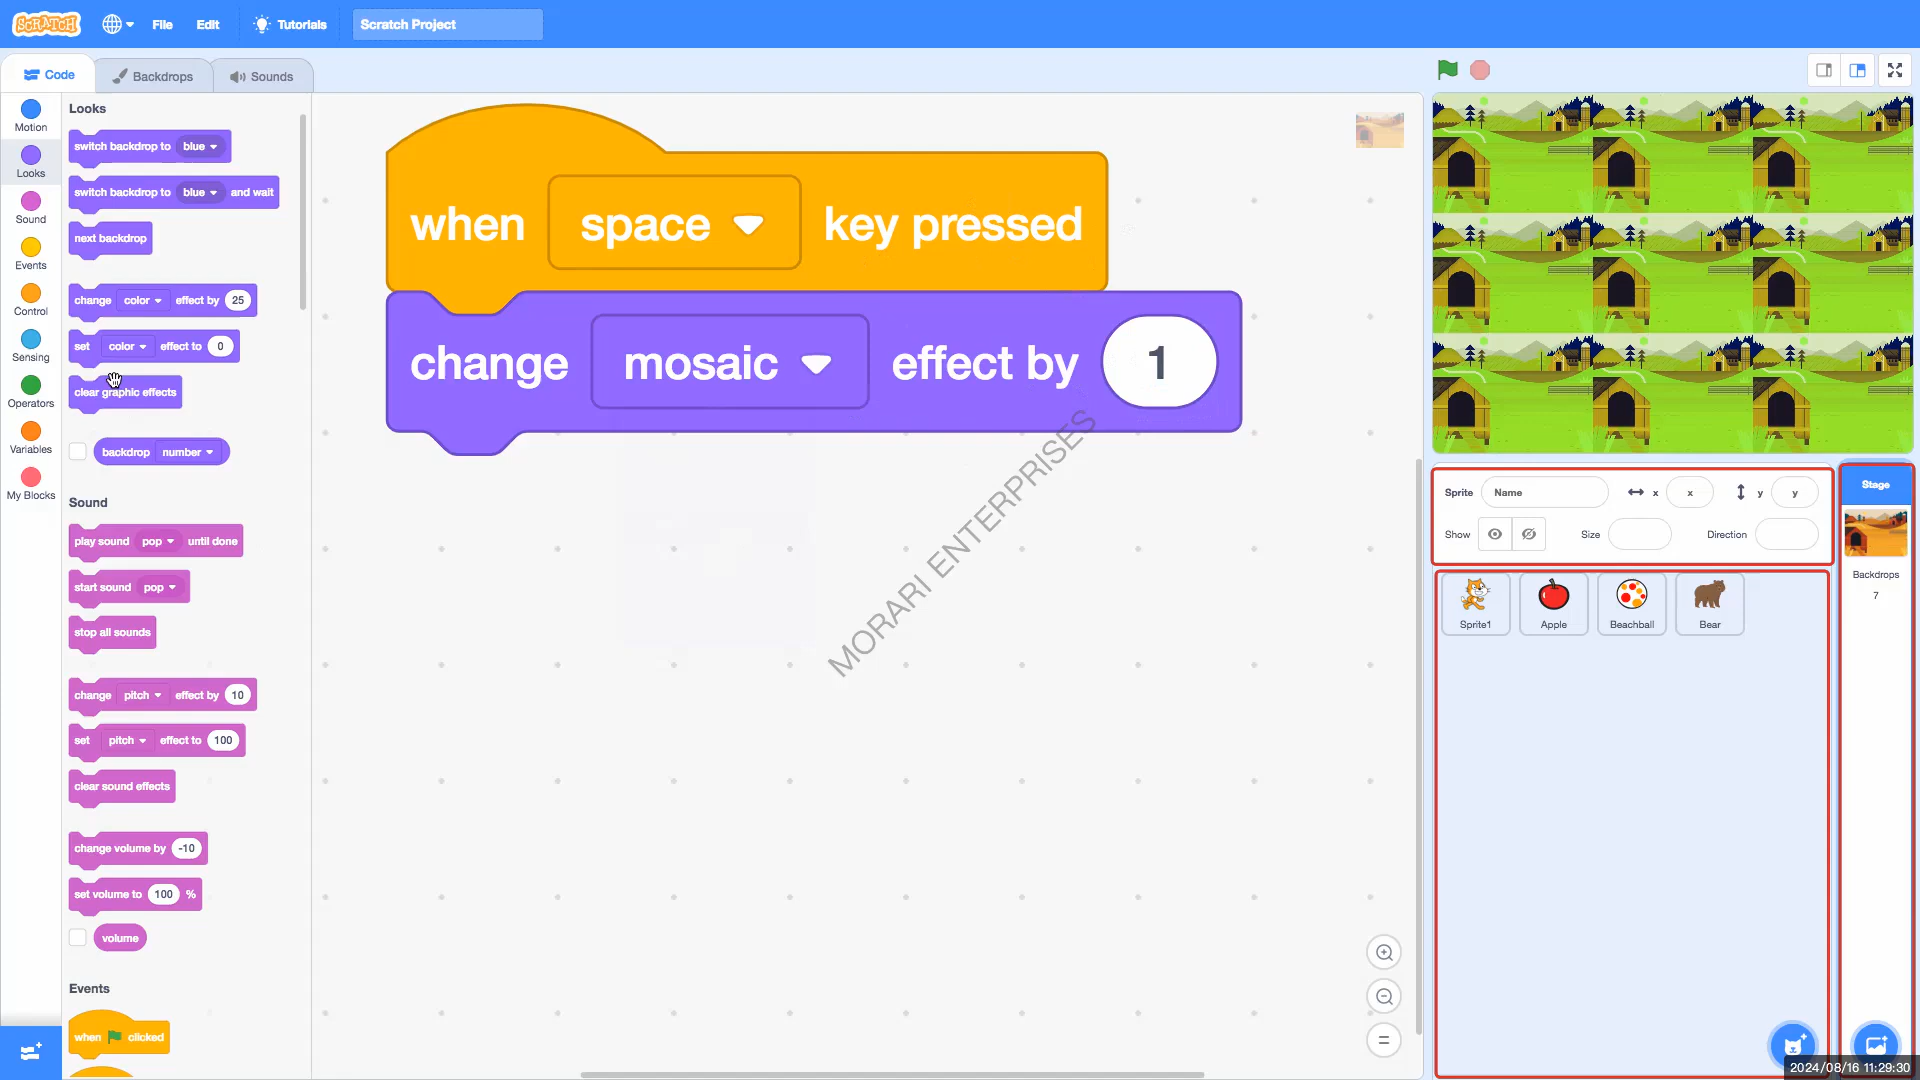 SCRATCH
File
Edit
Tutorials
Scratch Project
Code
Backdrops
Sounds
Motion
Looks
Sound
Events
Control
Sensing
Operators
Variables
My Blocks
Looks
switch backdrop to blue
switch backdrop to blue and wait
next backdrop
change color effect by 25
set color effect to 0
clear graphic effects
backdrop number
Sound
play sound pop until done
start sound pop
stop all sounds
change pitch effect by 10
set pitch effect to 100
clear sound effects
change volume by -10
set volume to 100 %
volume
Events
when clicked
when space key pressed
change mosaic effect by 1
MORARI ENTERPRISES
Sprite Name x x y y
Show Size Direction
Sprite1
Apple
Beachball
Bear
Stage
Backdrops
7
2024/08/16 11:29:30